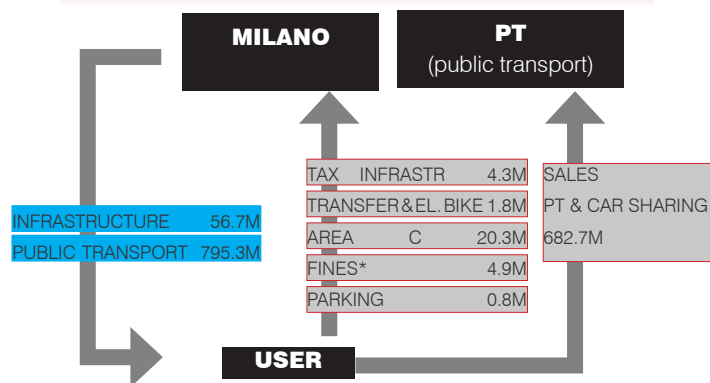 MILANO
PT
(public transport)
TAX INFRASTR 4.3M
TRANSFER & EL. BIKE 1.8M
AREA C 20.3M
FINES* 4.9M
PARKING 0.8M
SALES
PT & CAR SHARING
682.7M
INFRASTRUCTURE 56.7M
PUBLIC TRANSPORT 795.3M
USER